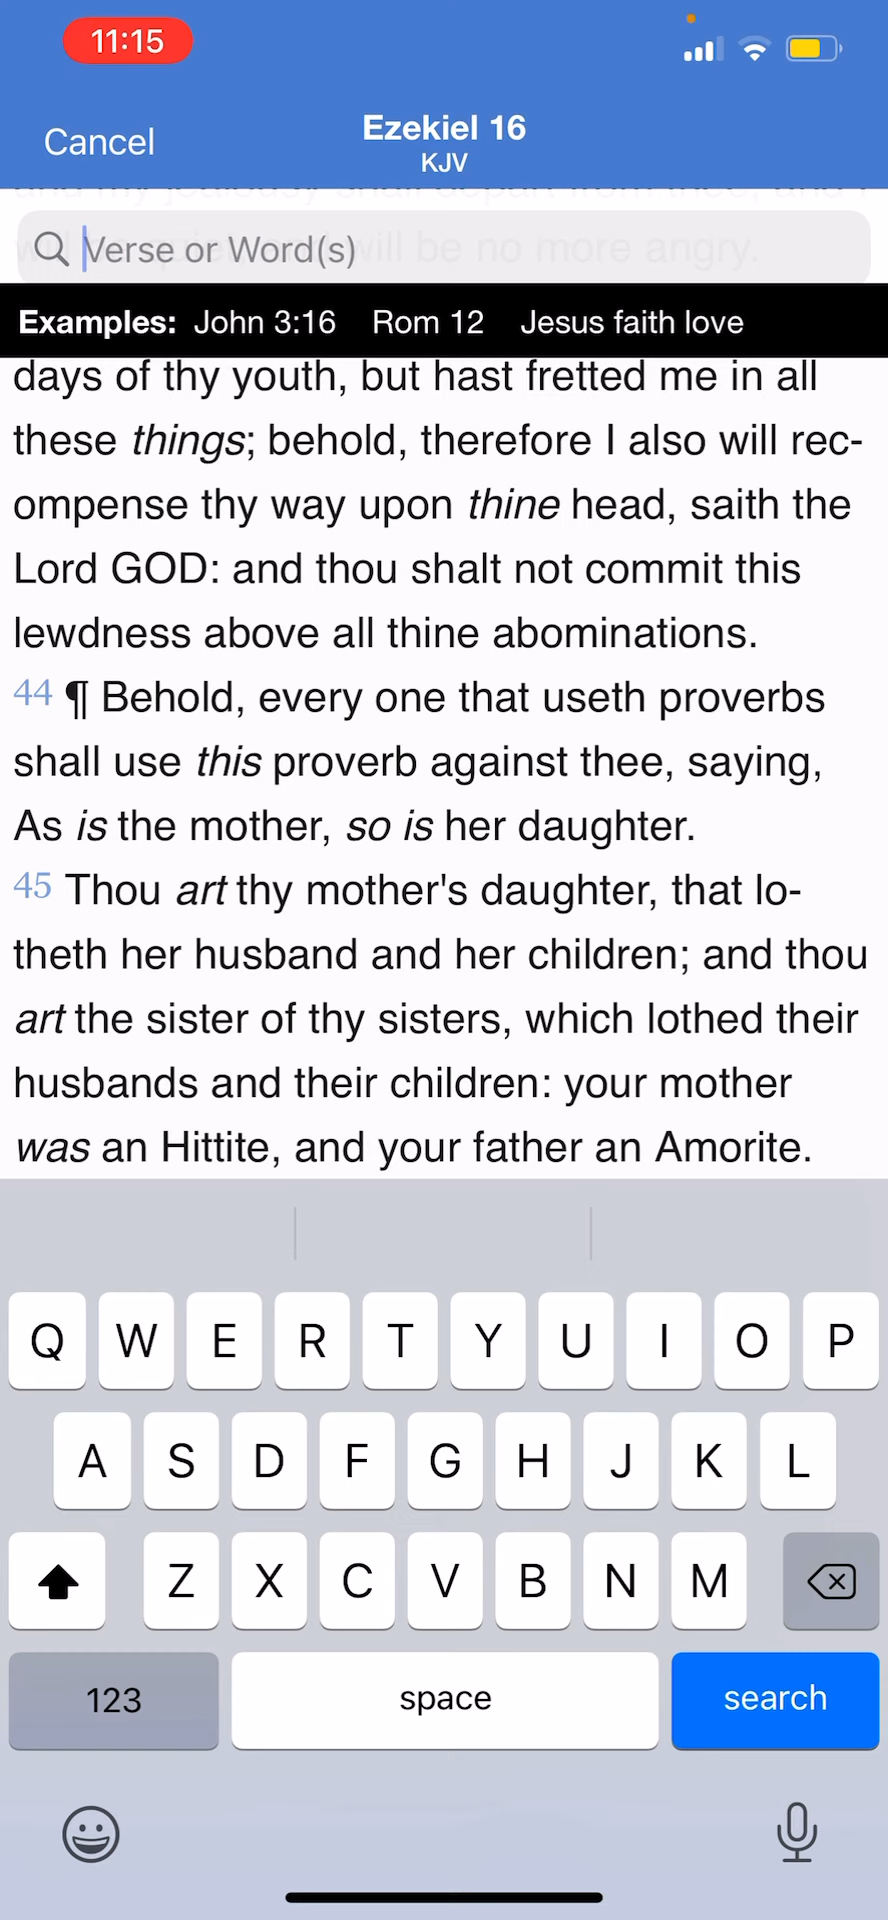 11:15
Cancel
Ezekiel 16
KJV
Verse or Word(s)
will be no more angry.
Examples: John 3:16 Rom 12 Jesus faith love
days of thy youth, but hast fretted me in all
these things; behold, therefore I also will rec-
ompense thy way upon thine head, saith the
Lord GOD: and thou shalt not commit this
lewdness above all thine abominations.
44 ¶ Behold, every one that useth proverbs
shall use this proverb against thee, saying,
As is the mother, so is her daughter.
45 Thou art thy mother's daughter, that lo-
theth her husband and her children; and thou
art the sister of thy sisters, which lothed their
husbands and their children: your mother
was an Hittite, and your father an Amorite.
Q W E R T Y U I O P
A S D F G H J K L
Z X C V B N M
123 space search